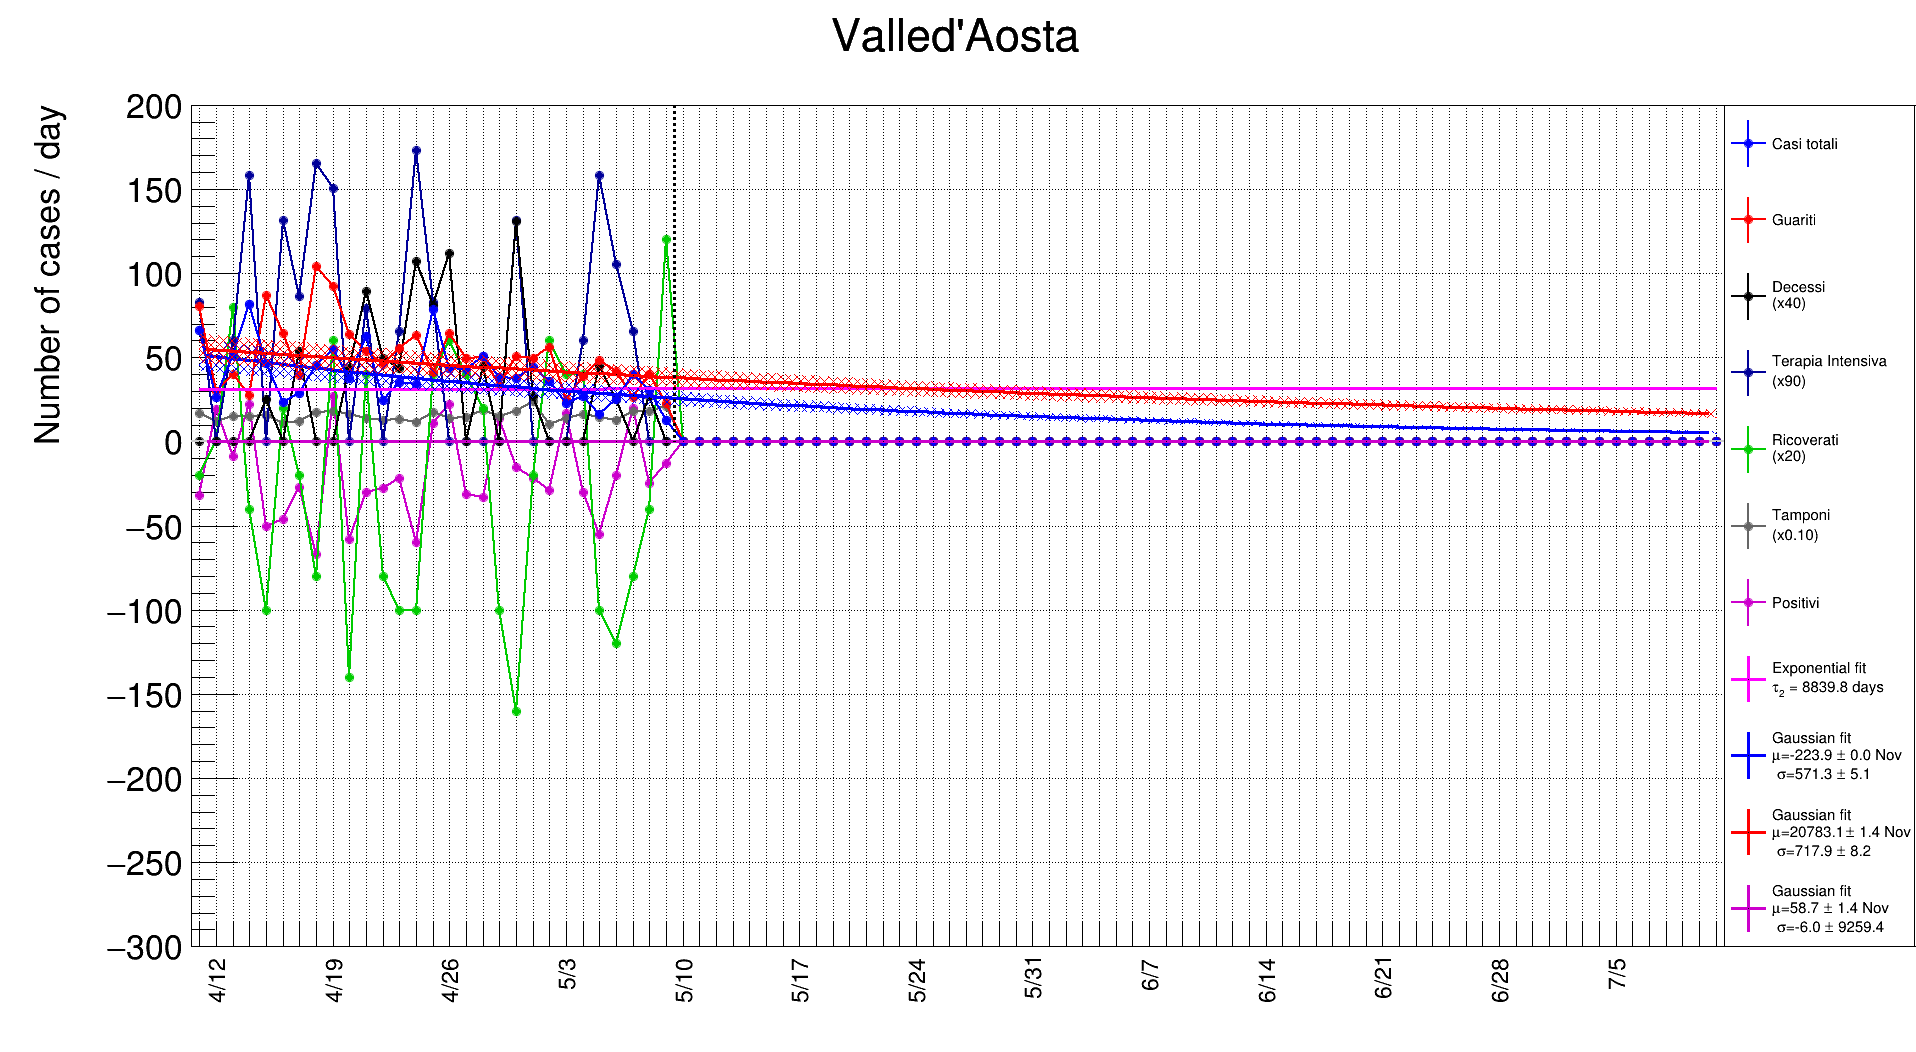 Valled'Aosta
Number of cases / day
200
150
100
50
0
−50
−100
−150
−200
−250
−300
4/12
4/19
4/26
5/3
5/10
5/17
5/24
5/31
6/7
6/14
6/21
6/28
7/5
Casi totali
Guariti
Decessi
(x40)
Terapia Intensiva
(x90)
Ricoverati
(x20)
Tamponi
(x0.10)
Positivi
Exponential fit
τ₂ = 8839.8 days
Gaussian fit
μ=-223.9 ± 0.0 Nov
σ=571.3 ± 5.1
Gaussian fit
μ=20783.1± 1.4 Nov
σ=717.9 ± 8.2
Gaussian fit
μ=58.7 ± 1.4 Nov
σ=-6.0 ± 9259.4